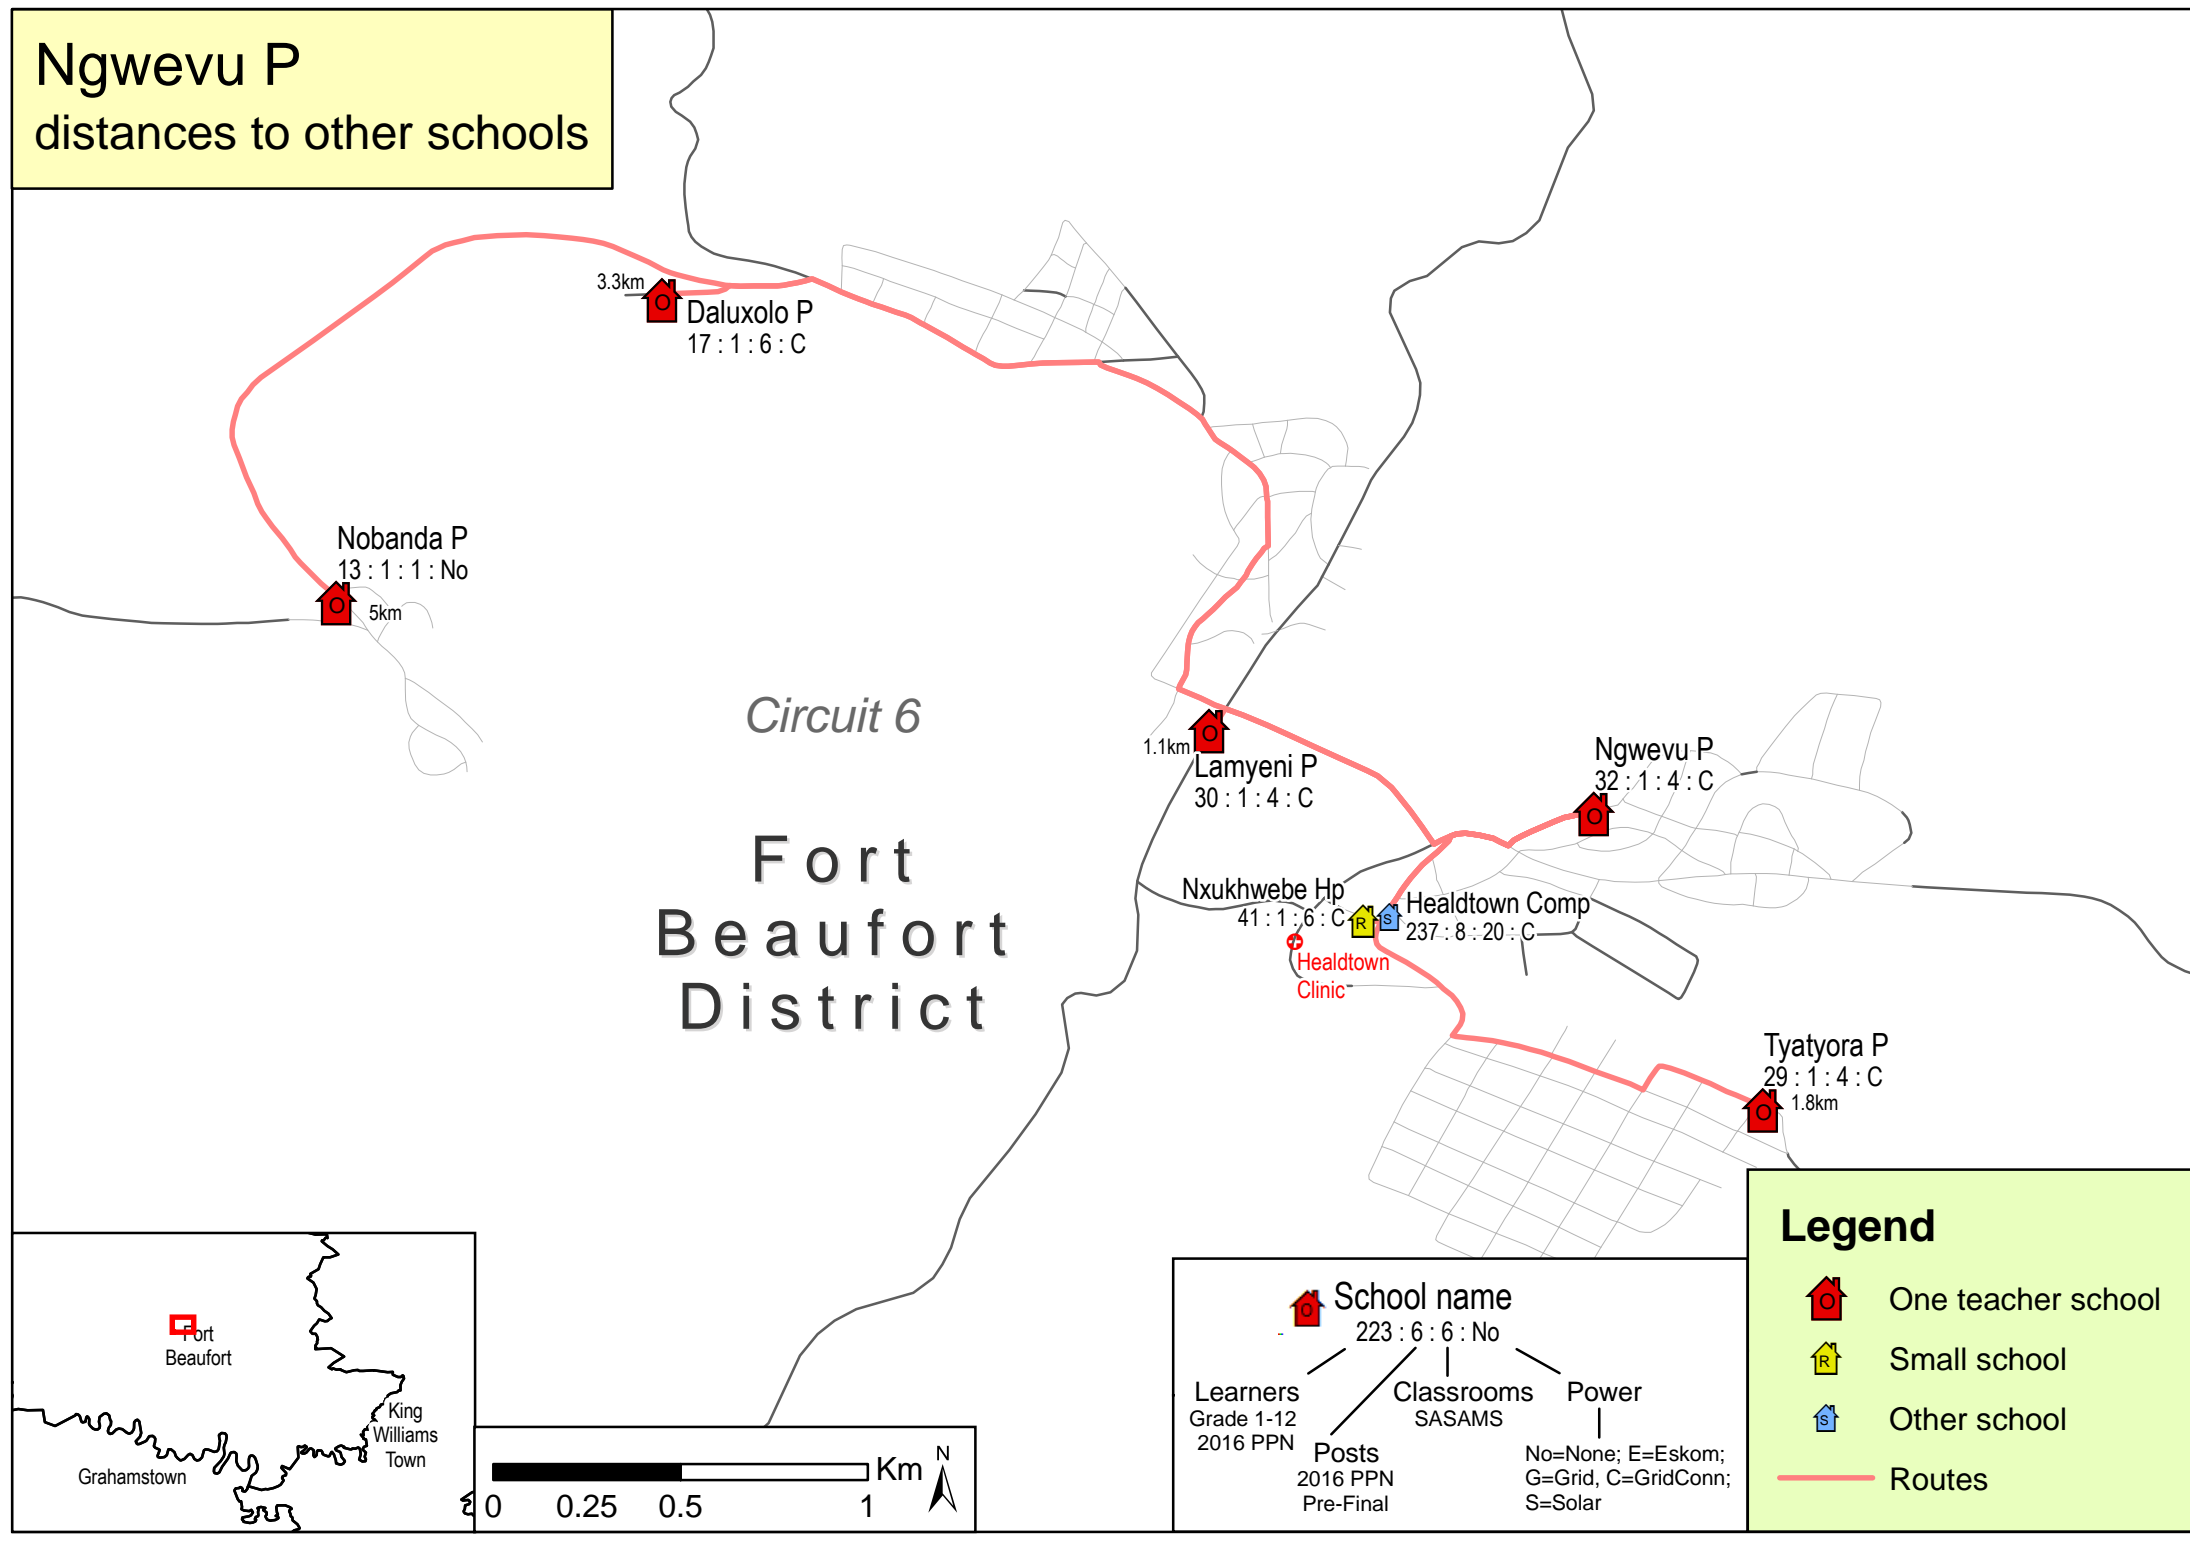 Ngwevu P
distances to other schools
3.3km
O
Daluxolo P
17 : 1 : 6 : C
Nobanda P
13 : 1 : 1 : No
O
5km
Circuit 6
Fort
Beaufort
District
O
1.1km
Lamyeni P
30 : 1 : 4 : C
Ngwevu P
32 : 1 : 4 : C
O
Nxukhwebe Hp
41 : 1 : 6 : C
R
S
Healdtown Comp
237 : 8 : 20 : C
Healdtown
Clinic
Tyatyora P
29 : 1 : 4 : C
O
1.8km
Fort
Beaufort
King
Williams
Town
Grahamstown
0 0.25 0.5 1
Km
N
O
School name
223 : 6 : 6 : No
Learners
Grade 1-12
2016 PPN
Posts
2016 PPN
Pre-Final
Classrooms
SASAMS
Power
No=None; E=Eskom;
G=Grid, C=GridConn;
S=Solar
Legend
O One teacher school
R Small school
S Other school
Routes